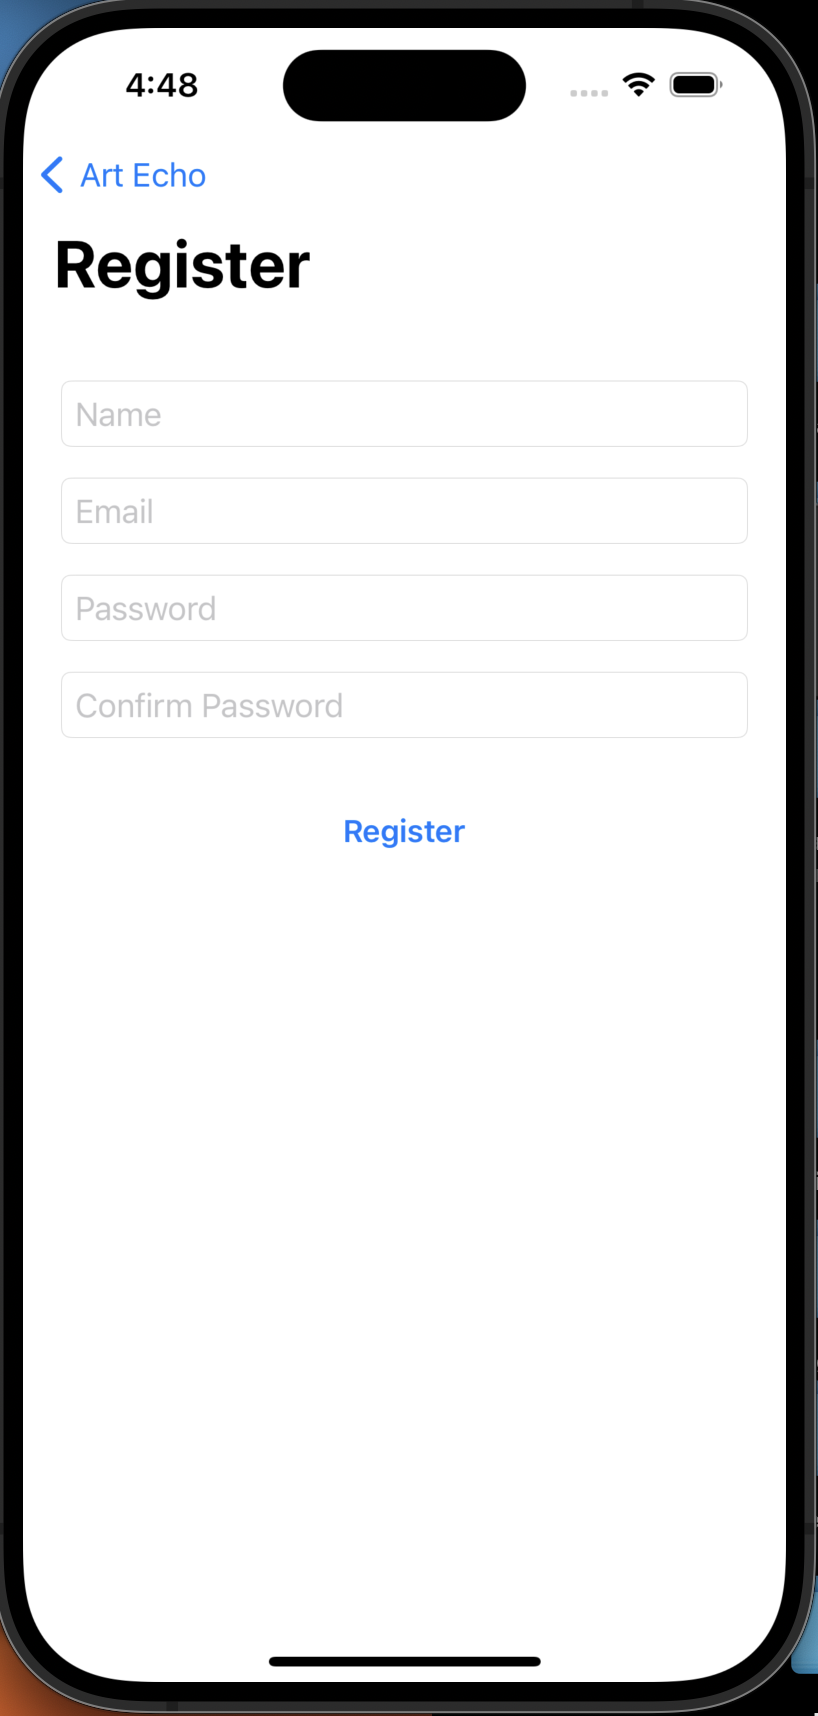 4:48
Art Echo
Register
Name
Email
Password
Confirm Password
Register